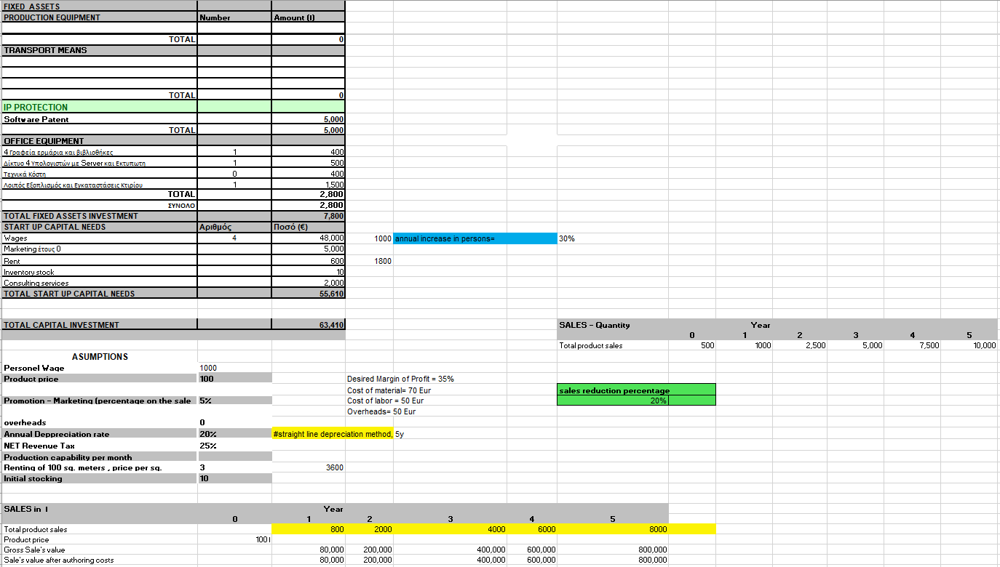 FIXED ASSETS
PRODUCTION EQUIPMENT Number Amount (I)
TOTAL 0
TRANSPORT MEANS
TOTAL 0
IP PROTECTION
Software Patent 5,000
TOTAL 5,000
OFFICE EQUIPMENT
4 Γραφεία ερμάρια και βιβλιοθήκες 1 400
Δίκτυο 4 Υπολογιστών με Server και Εκτυπωτη 1 500
Τεχνικά Κόστη 0 400
Λοιπός Εξοπλισμός και Εγκαταστάσεις Κτιρίου 1 1,500
TOTAL 2,800
ΣΥΝΟΛΟ 2,800
TOTAL FIXED ASSETS INVESTMENT 7,800
START UP CAPITAL NEEDS Αριθμός Ποσό (€)
Wages 4 48,000 1000 annual increase in persons= 30%
Marketing έτους 0 5,000
Rent 600 1800
Inventory stock 10
Consulting services 2,000
TOTAL START UP CAPITAL NEEDS 55,610
TOTAL CAPITAL INVESTMENT 63,410 SALES - Quantity Year
0 1 2 3 4 5
Total product sales 500 1000 2,500 5,000 7,500 10,000
ASUMPTIONS
Personel Wage 1000
Product price 100 Desired Margin of Profit = 35%
Cost of material= 70 Eur sales reduction percentage
Promotion - Marketing (percentage on the sale 5% Cost of labor = 50 Eur 20%
Overheads= 50 Eur
overheads 0
Annual Deppreciation rate 20% #straight line depreciation method, 5y
NET Revenue Tax 25%
Production capability per month
Renting of 100 sq. meters , price per sq. 3 3600
Initial stocking 10
SALES in I Year
0 1 2 3 4 5
Total product sales 800 2000 4000 6000 8000
Product price 100 I
Gross Sale's value 80,000 200,000 400,000 600,000 800,000
Sale's value after authoring costs 80,000 200,000 400,000 600,000 800,000